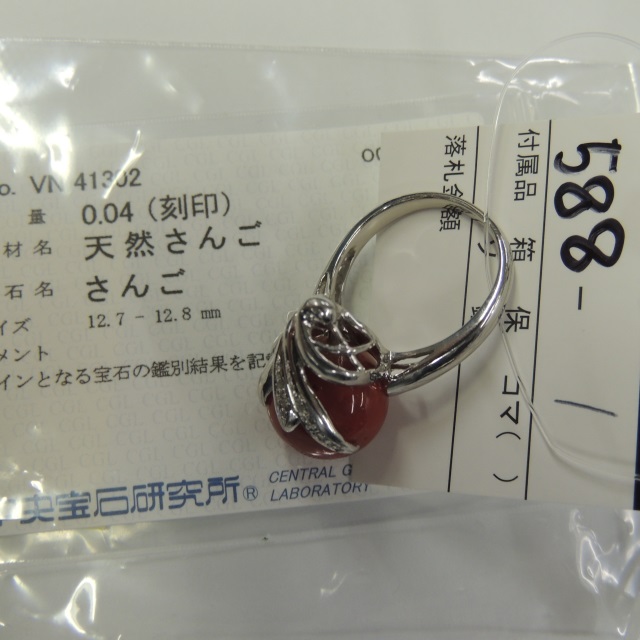 o. VN 41302
量 0.04 (刻印)
材名 天然さんご
石名 さんご
イズ 12.7 - 12.8 mm
メント
インとなる宝石の鑑別結果を記
央宝石研究所®
CENTRAL G
LABORATORY
588-1
付属品 箱 保 コマ( )
落札金額